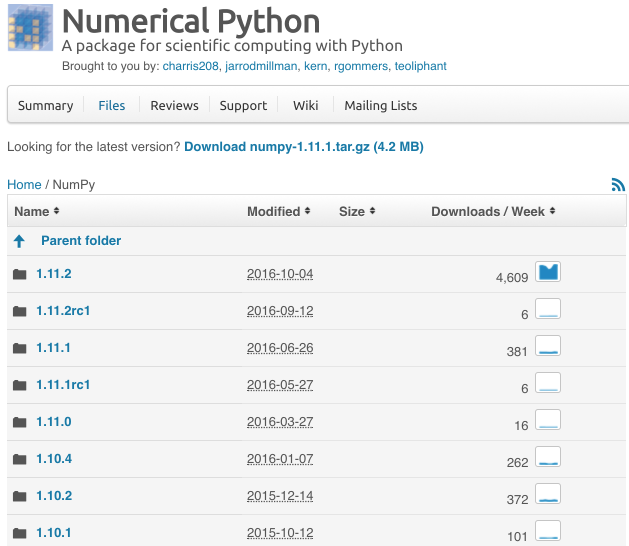 Numerical Python
A package for scientific computing with Python
Brought to you by: charris208, jarrodmillman, kern, rgommers, teoliphant
Summary Files Reviews Support Wiki Mailing Lists
Looking for the latest version? Download numpy-1.11.1.tar.gz (4.2 MB)
Home / NumPy
Name Modified Size Downloads / Week
Parent folder
1.11.2 2016-10-04 4,609
1.11.2rc1 2016-09-12 6
1.11.1 2016-06-26 381
1.11.1rc1 2016-05-27 6
1.11.0 2016-03-27 16
1.10.4 2016-01-07 262
1.10.2 2015-12-14 372
1.10.1 2015-10-12 101